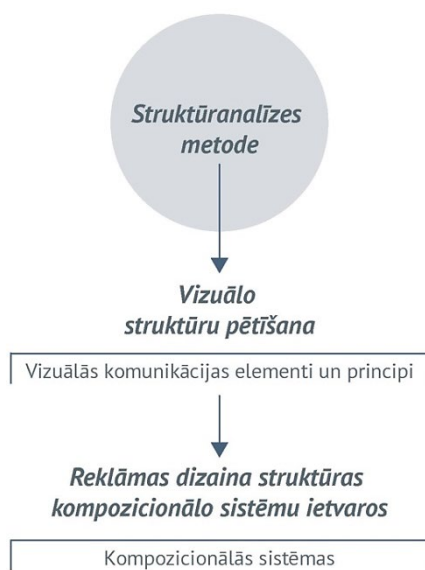 Struktūranalīzes
metode
Vizuālo
struktūru pētīšana
Vizuālās komunikācijas elementi un principi
Reklāmas dizaina struktūras
kompozicionālo sistēmu ietvaros
Kompozicionālās sistēmas